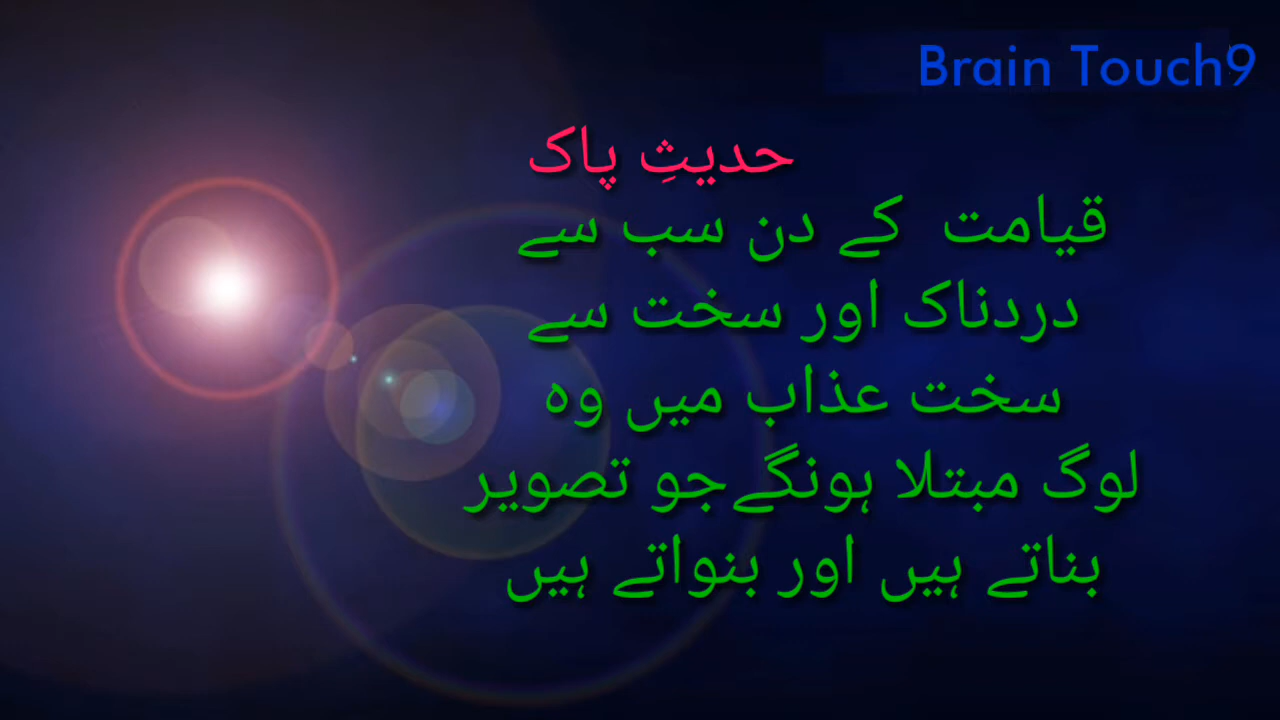 Brain Touch9
حدیثِ پاک
قیامت کے دن سب سے
دردناک اور سخت سے
سخت عذاب میں وہ
لوگ مبتلا ہونگے جو تصویر
بناتے ہیں اور بنواتے ہیں